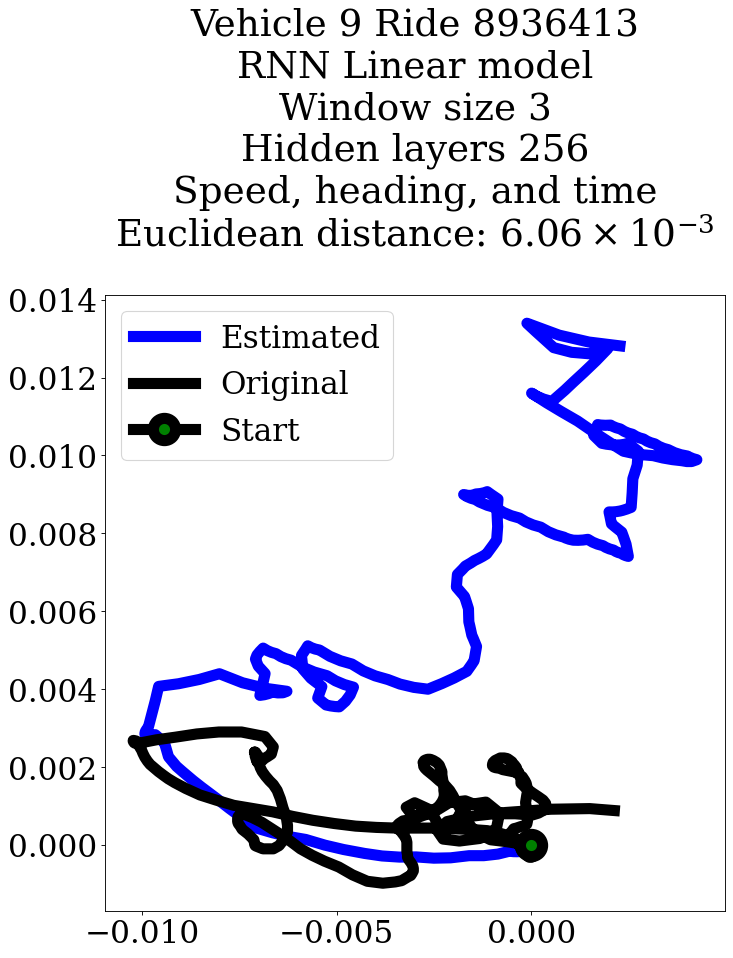 Vehicle 9 Ride 8936413
RNN Linear model
Window size 3
Hidden layers 256
Speed, heading, and time
Euclidean distance: 6.06 × 10⁻³
0.014
0.012
0.010
0.008
0.006
0.004
0.002
0.000
Estimated
Original
Start
−0.010 −0.005 0.000